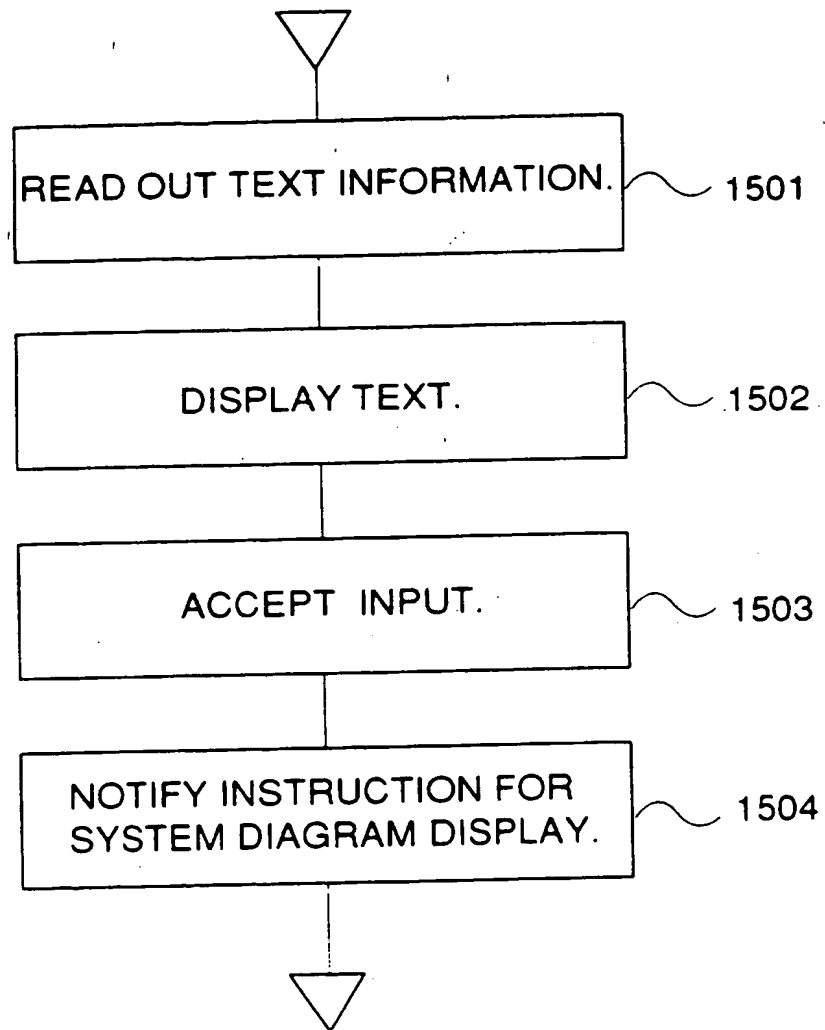 READ OUT TEXT INFORMATION.
1501
DISPLAY TEXT.
1502
ACCEPT INPUT.
1503
NOTIFY INSTRUCTION FOR
SYSTEM DIAGRAM DISPLAY.
1504